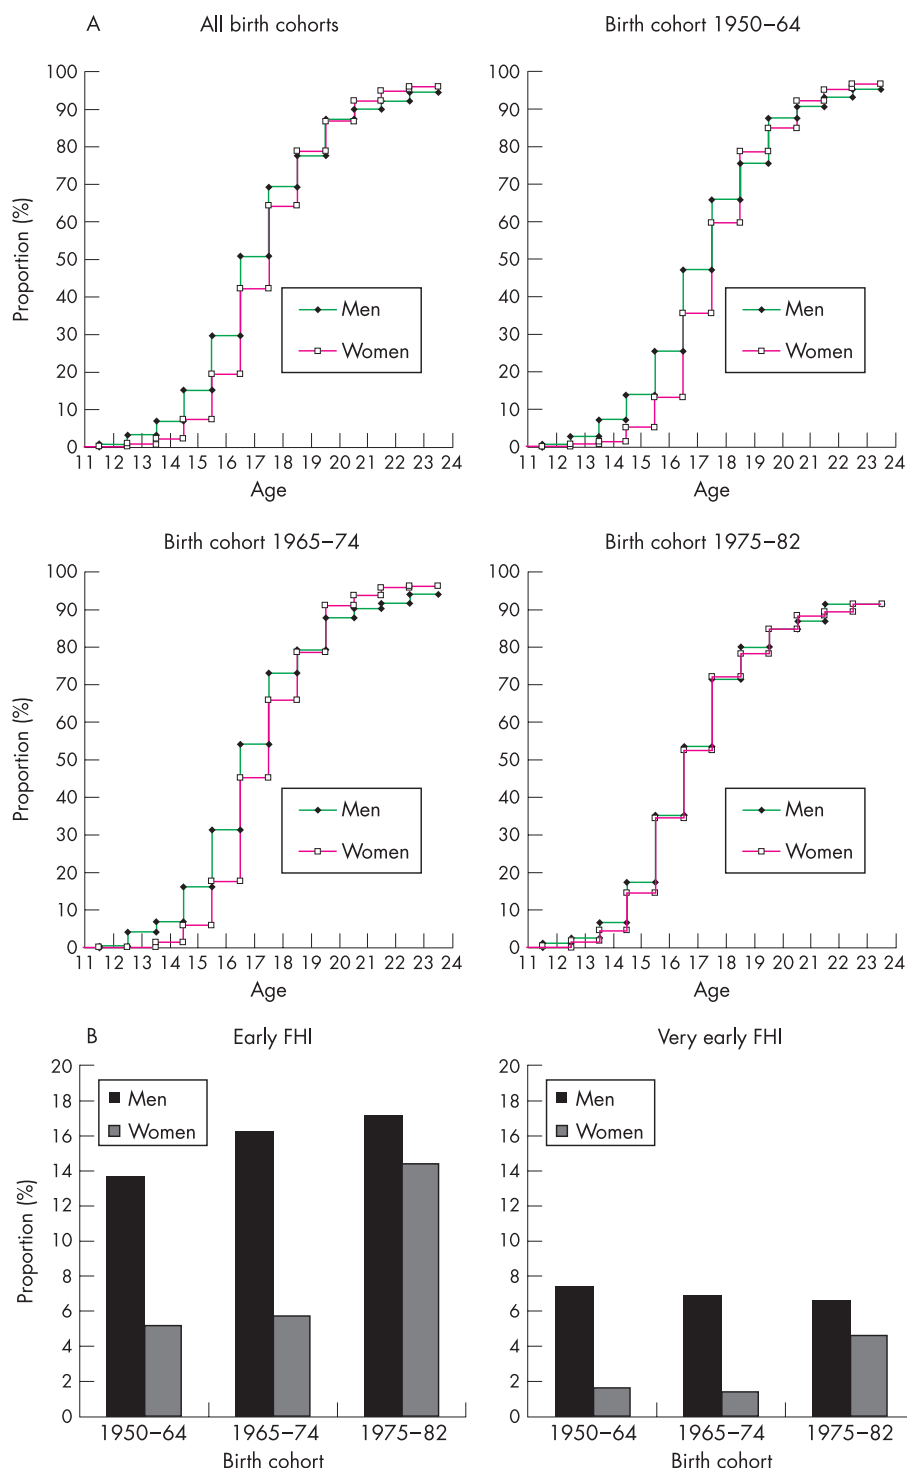 A
All birth cohorts
Proportion (%)
100
90
80
70
60
50
40
30
20
10
0
Men
Women
11 12 13 14 15 16 17 18 19 20 21 22 23 24
Age
Birth cohort 1950–64
100
90
80
70
60
50
40
30
20
10
0
Men
Women
11 12 13 14 15 16 17 18 19 20 21 22 23 24
Age
Birth cohort 1965–74
Proportion (%)
100
90
80
70
60
50
40
30
20
10
0
Men
Women
11 12 13 14 15 16 17 18 19 20 21 22 23 24
Age
Birth cohort 1975–82
100
90
80
70
60
50
40
30
20
10
0
Men
Women
11 12 13 14 15 16 17 18 19 20 21 22 23 24
Age
B
Early FHI
Proportion (%)
20
18
16
14
12
10
8
6
4
2
0
Men
Women
1950–64 1965–74 1975–82
Birth cohort
Very early FHI
20
18
16
14
12
10
8
6
4
2
0
Men
Women
1950–64 1965–74 1975–82
Birth cohort